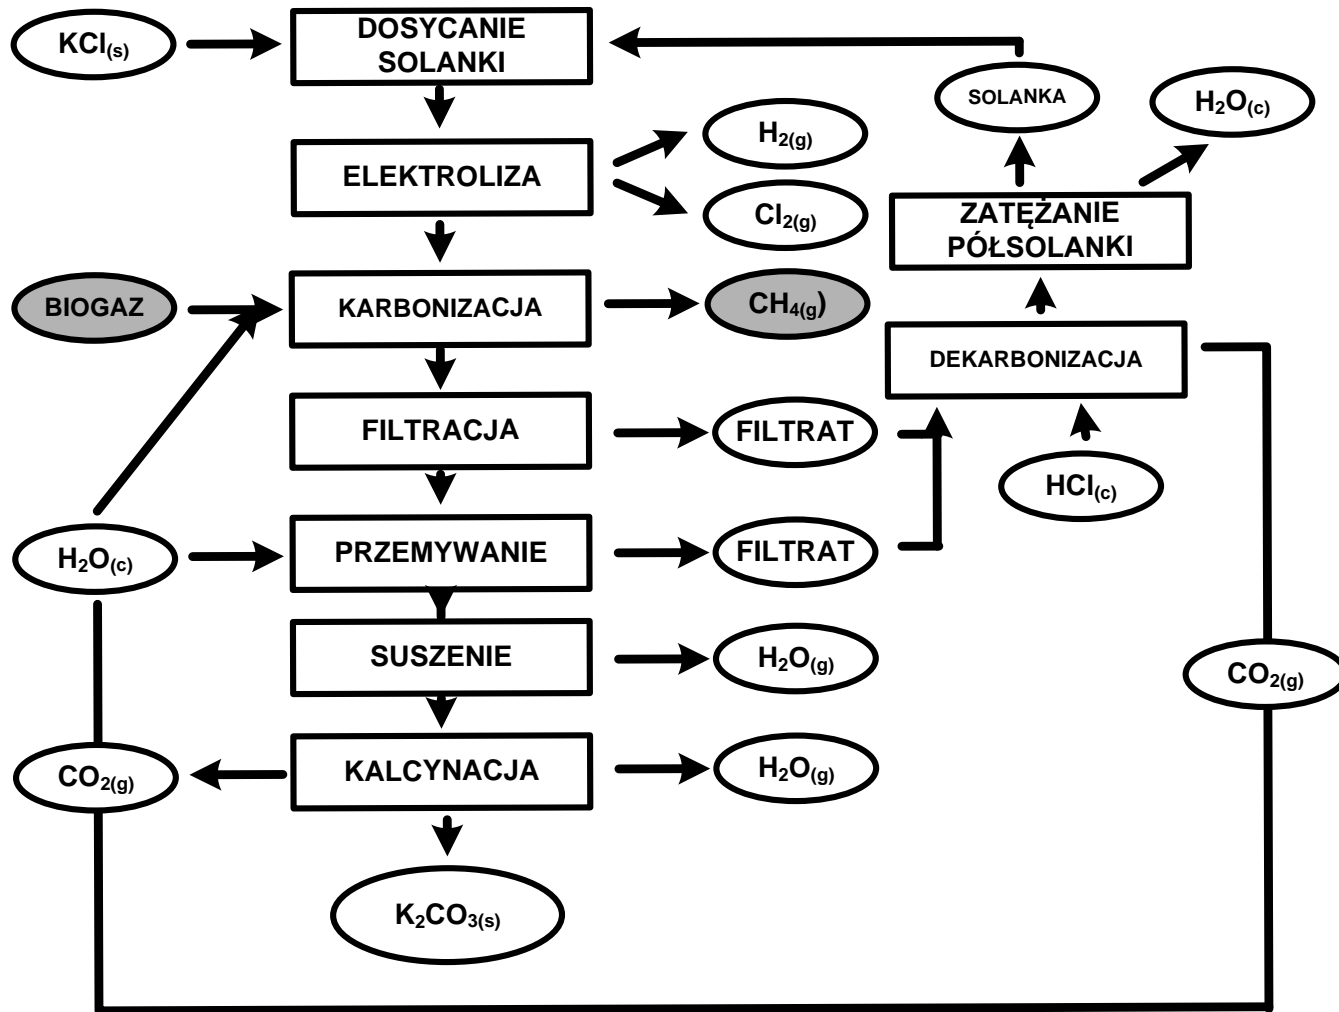 KCl(s)
DOSYCANIE
SOLANKI
SOLANKA
H2O(c)
H2(g)
ELEKTROLIZA
Cl2(g)
ZATĘŻANIE
PÓŁSOLANKI
BIOGAZ
KARBONIZACJA
CH4(g)
DEKARBONIZACJA
FILTRACJA
FILTRAT
HCl(c)
H2O(c)
PRZEMYWANIE
FILTRAT
SUSZENIE
H2O(g)
CO2(g)
CO2(g)
KALCYNACJA
H2O(g)
K2CO3(s)